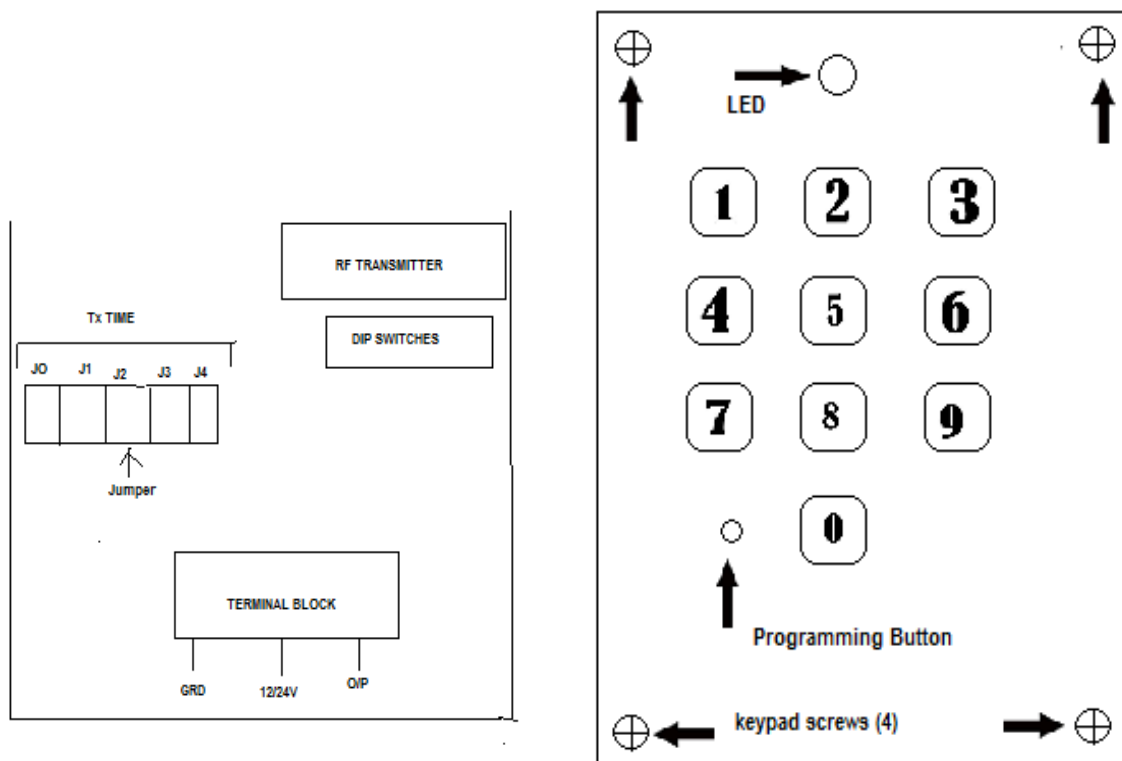 RF TRANSMITTER
Tx TIME
DIP SWITCHES
JO J1 J2 J3 J4
Jumper
TERMINAL BLOCK
GRD 12/24V O/P
LED
1 2 3
4 5 6
7 8 9
0
Programming Button
keypad screws (4)